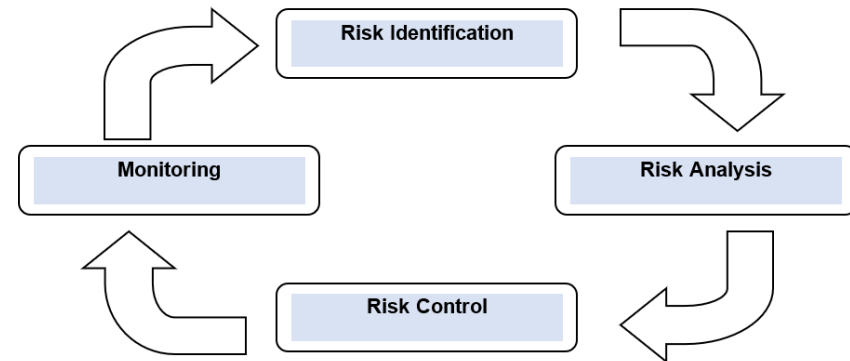 Risk Identification
Monitoring
Risk Analysis
Risk Control